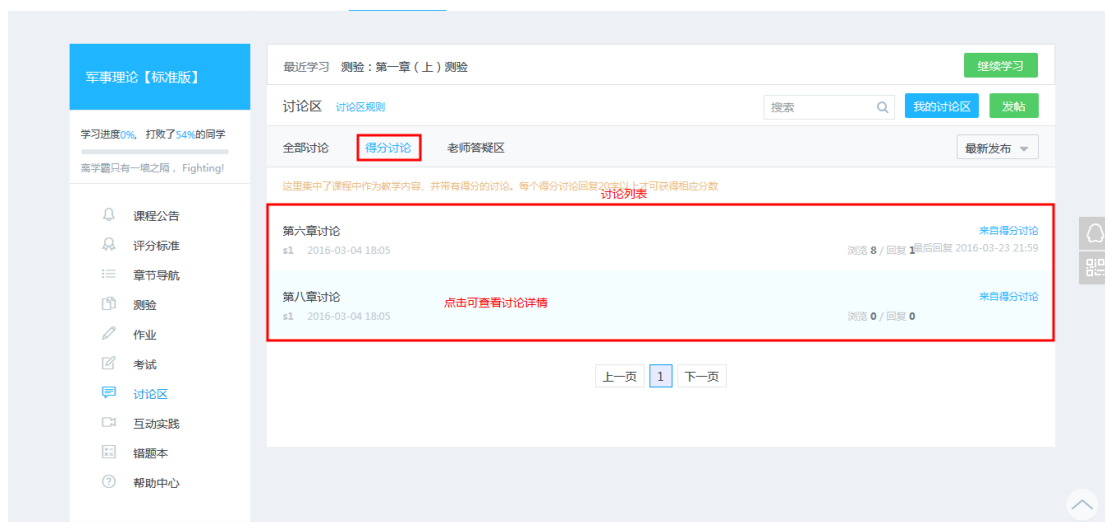 军事理论【标准版】
学习进度0%, 打败了54%的同学
离学霸只有一墙之隔 , Fighting!
课程公告
评分标准
章节导航
测验
作业
考试
讨论区
互动实践
错题本
帮助中心
最近学习 测验：第一章 ( 上 ) 测验
继续学习
讨论区 讨论区规则
搜索
我的讨论区
发帖
全部讨论 得分讨论 老师答疑区
最新发布
这里集中了课程中作为教学内容、并带有得分的讨论。每个得分讨论回复20字以上才可获得相应分数
讨论列表
第六章讨论 来自得分讨论
s1 2016-03-04 18:05 浏览 8 / 回复 1 最后回复 2016-03-23 21:59
第八章讨论 来自得分讨论
点击可查看讨论详情
s1 2016-03-04 18:05 浏览 0 / 回复 0
上一页 1 下一页